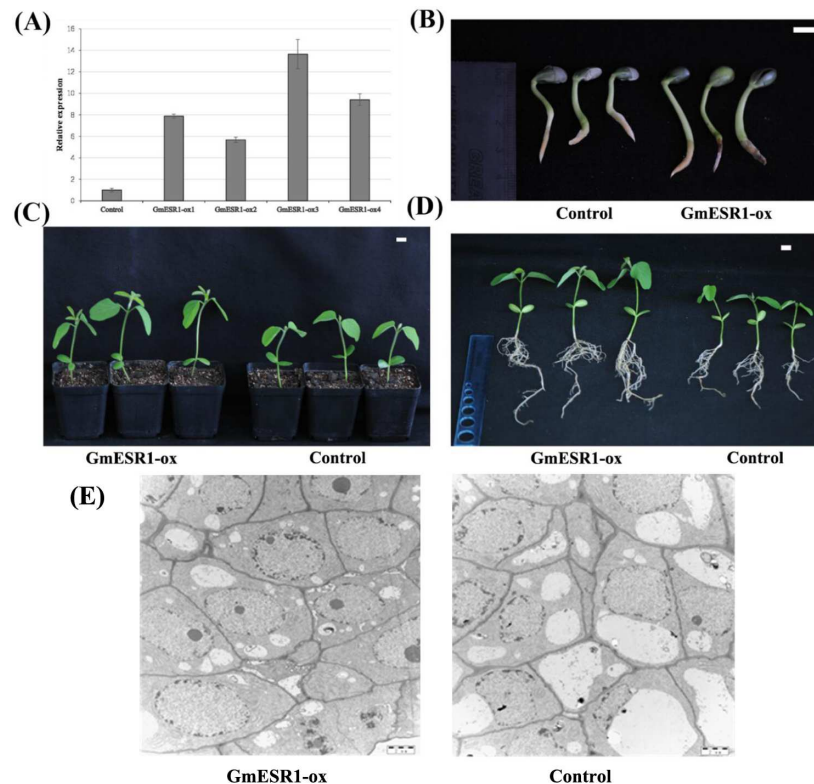 (A)
Relative expression
16
14
12
10
8
6
4
2
0
Control
GmESR1-ox1
GmESR1-ox2
GmESR1-ox3
GmESR1-ox4
(B)
Control
GmESR1-ox
(C)
GmESR1-ox
Control
(D)
GmESR1-ox
Control
(E)
GmESR1-ox
Control